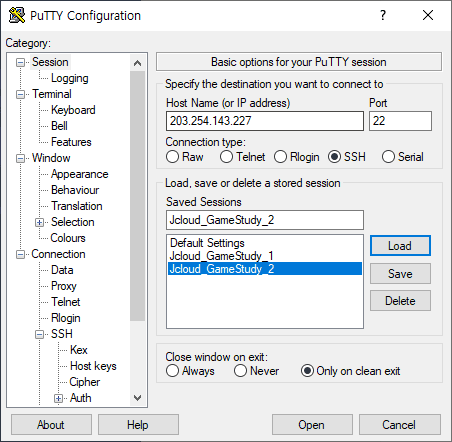 PuTTY Configuration
? ×
Category:
Session
Logging
Terminal
Keyboard
Bell
Features
Window
Appearance
Behaviour
Translation
Selection
Colours
Connection
Data
Proxy
Telnet
Rlogin
SSH
Kex
Host keys
Cipher
Auth
Basic options for your PuTTY session
Specify the destination you want to connect to
Host Name (or IP address) Port
203.254.143.227 22
Connection type:
Raw Telnet Rlogin SSH Serial
Load, save or delete a stored session
Saved Sessions
Jcloud_GameStudy_2
Default Settings
Jcloud_GameStudy_1
Jcloud_GameStudy_2
Load
Save
Delete
Close window on exit:
Always Never Only on clean exit
About Help Open Cancel